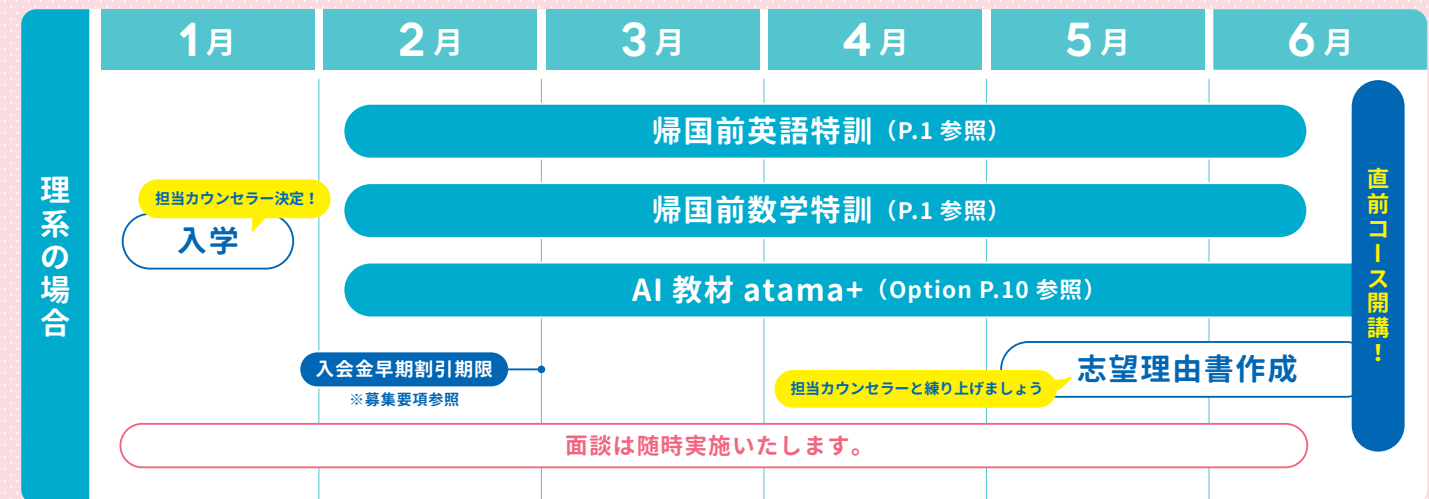 理系の場合
1月 2月 3月 4月 5月 6月
帰国前英語特訓（P.1 参照）
担当カウンセラー決定！
入学
帰国前数学特訓（P.1 参照）
AI 教材 atama+（Option P.10 参照）
入会金早期割引期限
※募集要項参照
担当カウンセラーと練り上げましょう
志望理由書作成
直前コース開講！
面談は随時実施いたします。